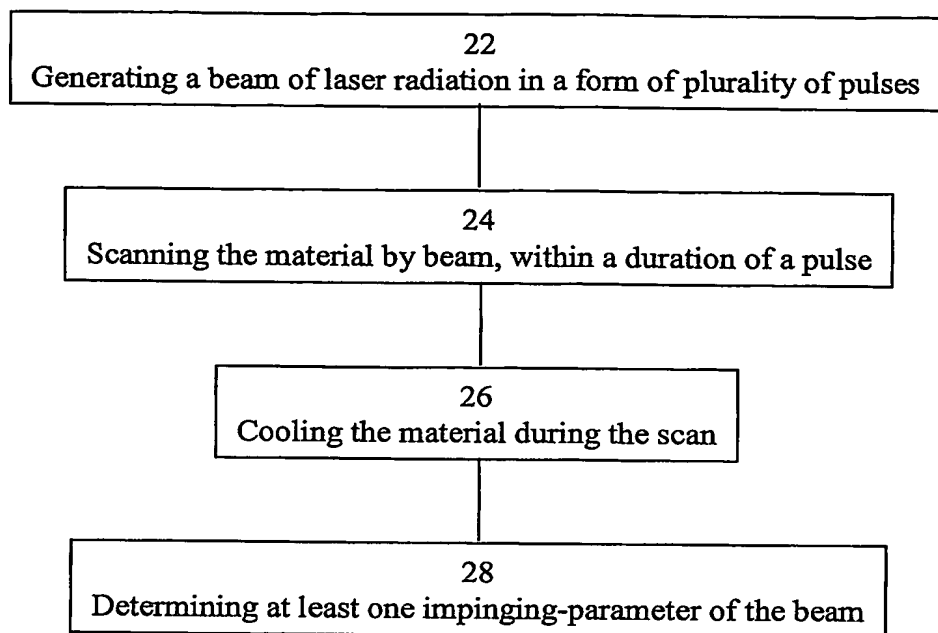 22
Generating a beam of laser radiation in a form of plurality of pulses
24
Scanning the material by beam, within a duration of a pulse
26
Cooling the material during the scan
28
Determining at least one impinging-parameter of the beam